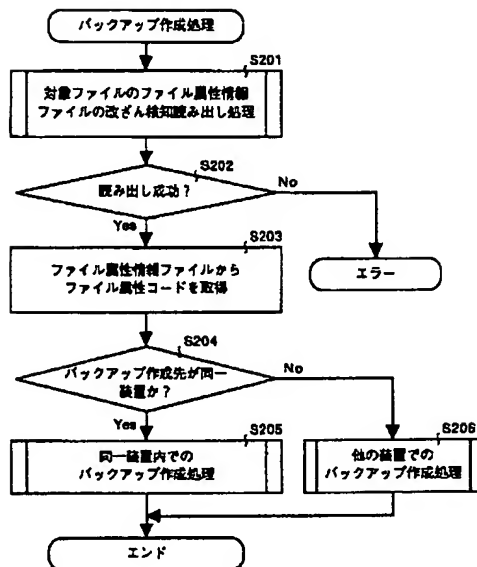 バックアップ作成処理
S201
対象ファイルのファイル属性情報
ファイルの改ざん検知読み出し処理
S202
読み出し成功？
No
Yes
エラー
S203
ファイル属性情報ファイルから
ファイル属性コードを取得
S204
バックアップ作成先が同一
装置か？
No
Yes
S205
同一装置内での
バックアップ作成処理
S206
他の装置での
バックアップ作成処理
エンド